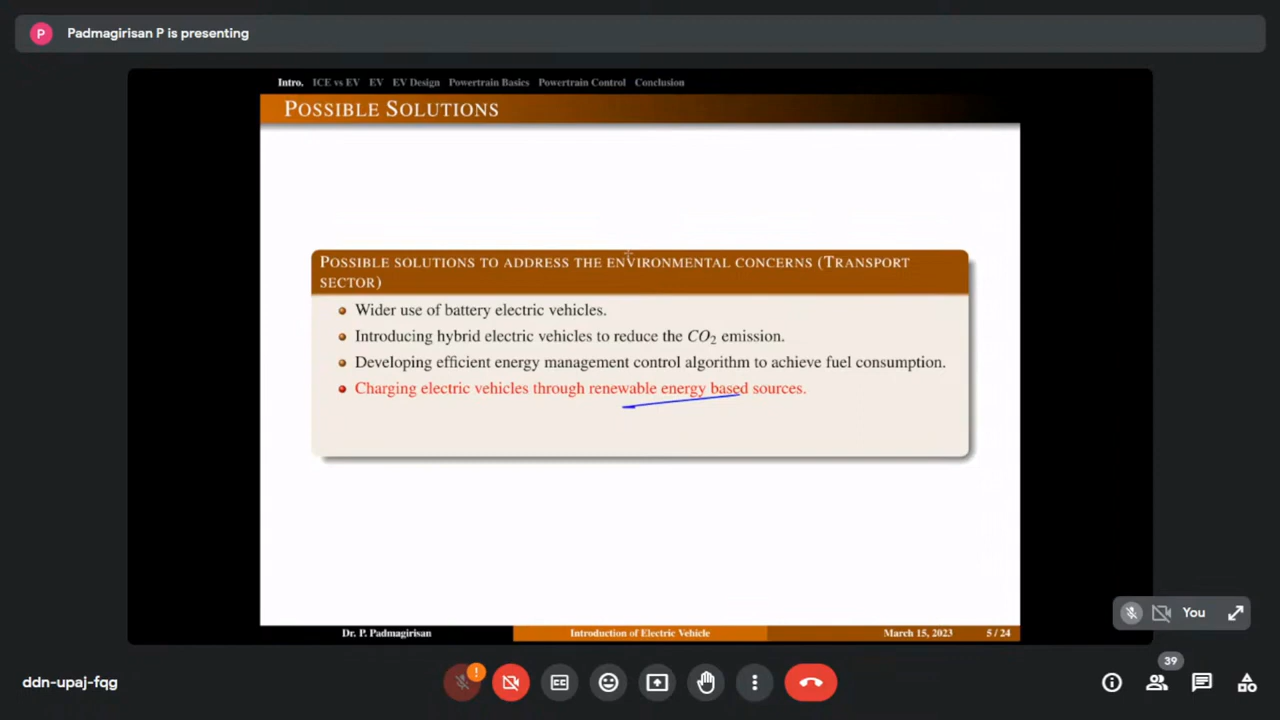 P
Padmagirisan P is presenting
Intro. ICE vs EV EV EV Design Powertrain Basics Powertrain Control Conclusion
POSSIBLE SOLUTIONS
POSSIBLE SOLUTIONS TO ADDRESS THE ENVIRONMENTAL CONCERNS (TRANSPORT
SECTOR)
Wider use of battery electric vehicles.
Introducing hybrid electric vehicles to reduce the CO₂ emission.
Developing efficient energy management control algorithm to achieve fuel consumption.
Charging electric vehicles through renewable energy based sources.
You
Dr. P. Padmagirisan Introduction of Electric Vehicle March 15, 2023 5 / 24
39
ddn-upaj-fqg
! CC